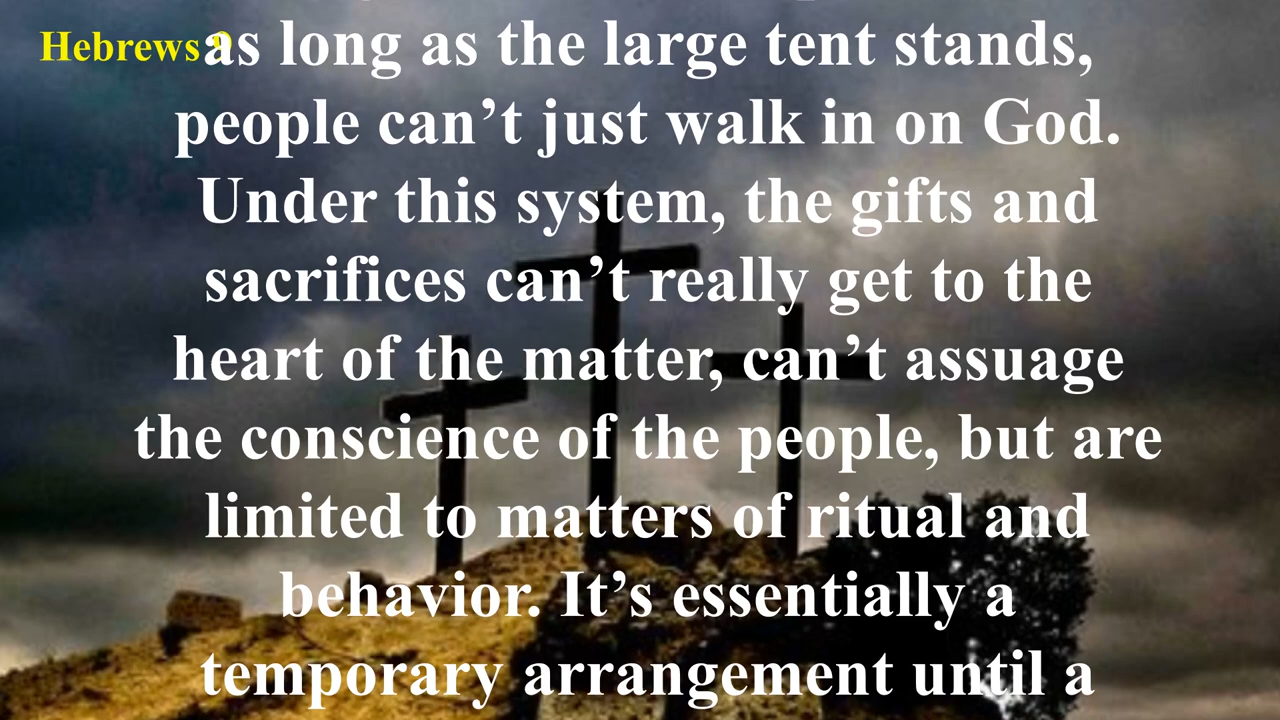 Hebrews 9
as long as the large tent stands,
people can’t just walk in on God.
Under this system, the gifts and
sacrifices can’t really get to the
heart of the matter, can’t assuage
the conscience of the people, but are
limited to matters of ritual and
behavior. It’s essentially a
temporary arrangement until a